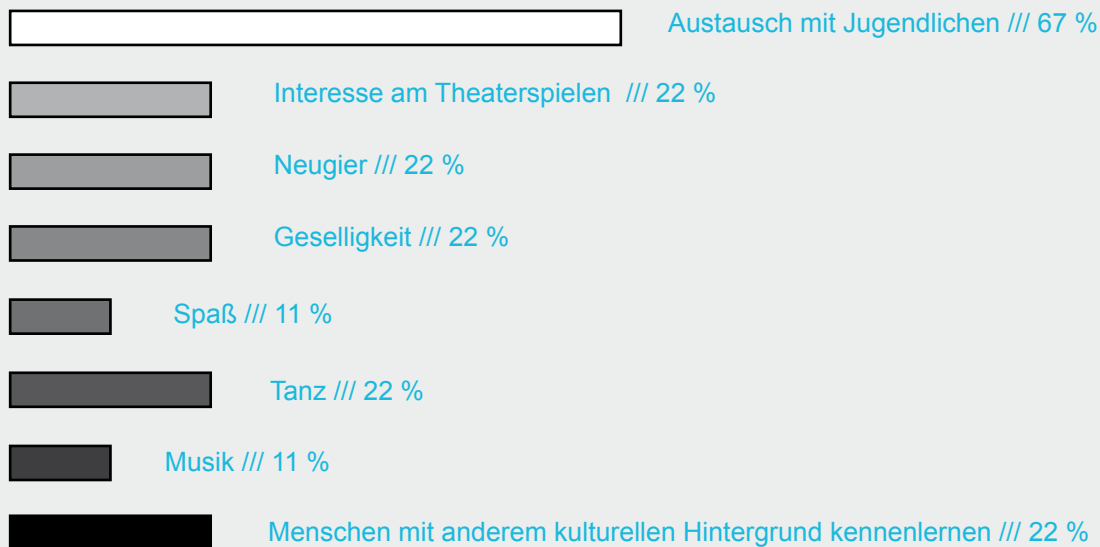 Austausch mit Jugendlichen /// 67 %
Interesse am Theaterspielen /// 22 %
Neugier /// 22 %
Geselligkeit /// 22 %
Spaß /// 11 %
Tanz /// 22 %
Musik /// 11 %
Menschen mit anderem kulturellen Hintergrund kennenlernen /// 22 %